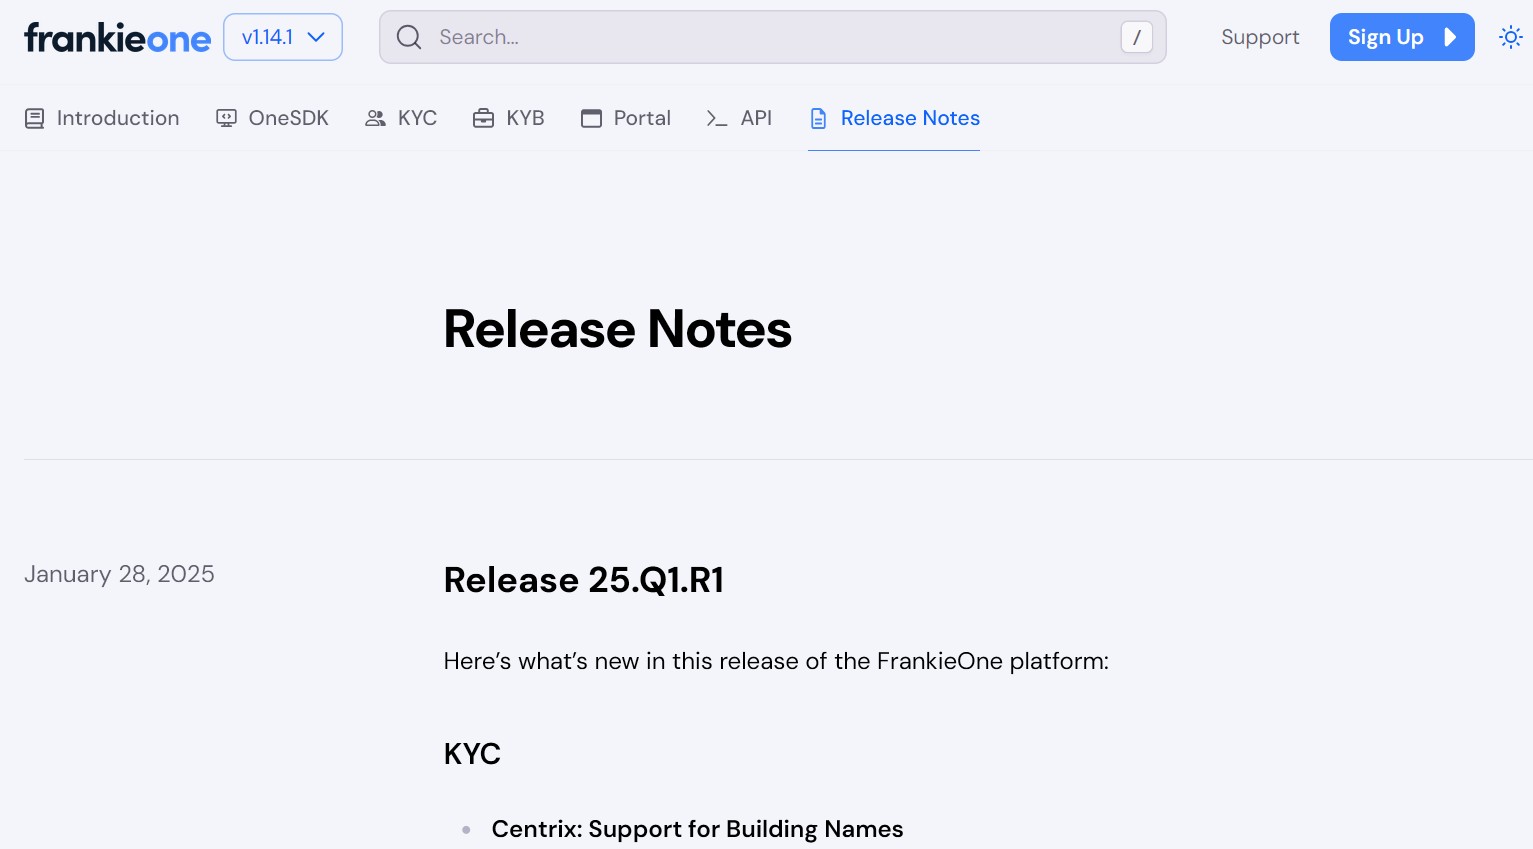 frankieone
v1.14.1
Search...
/
Support
Sign Up
Introduction
OneSDK
KYC
KYB
Portal
API
Release Notes
Release Notes
January 28, 2025
Release 25.Q1.R1
Here’s what’s new in this release of the FrankieOne platform:
KYC
Centrix: Support for Building Names